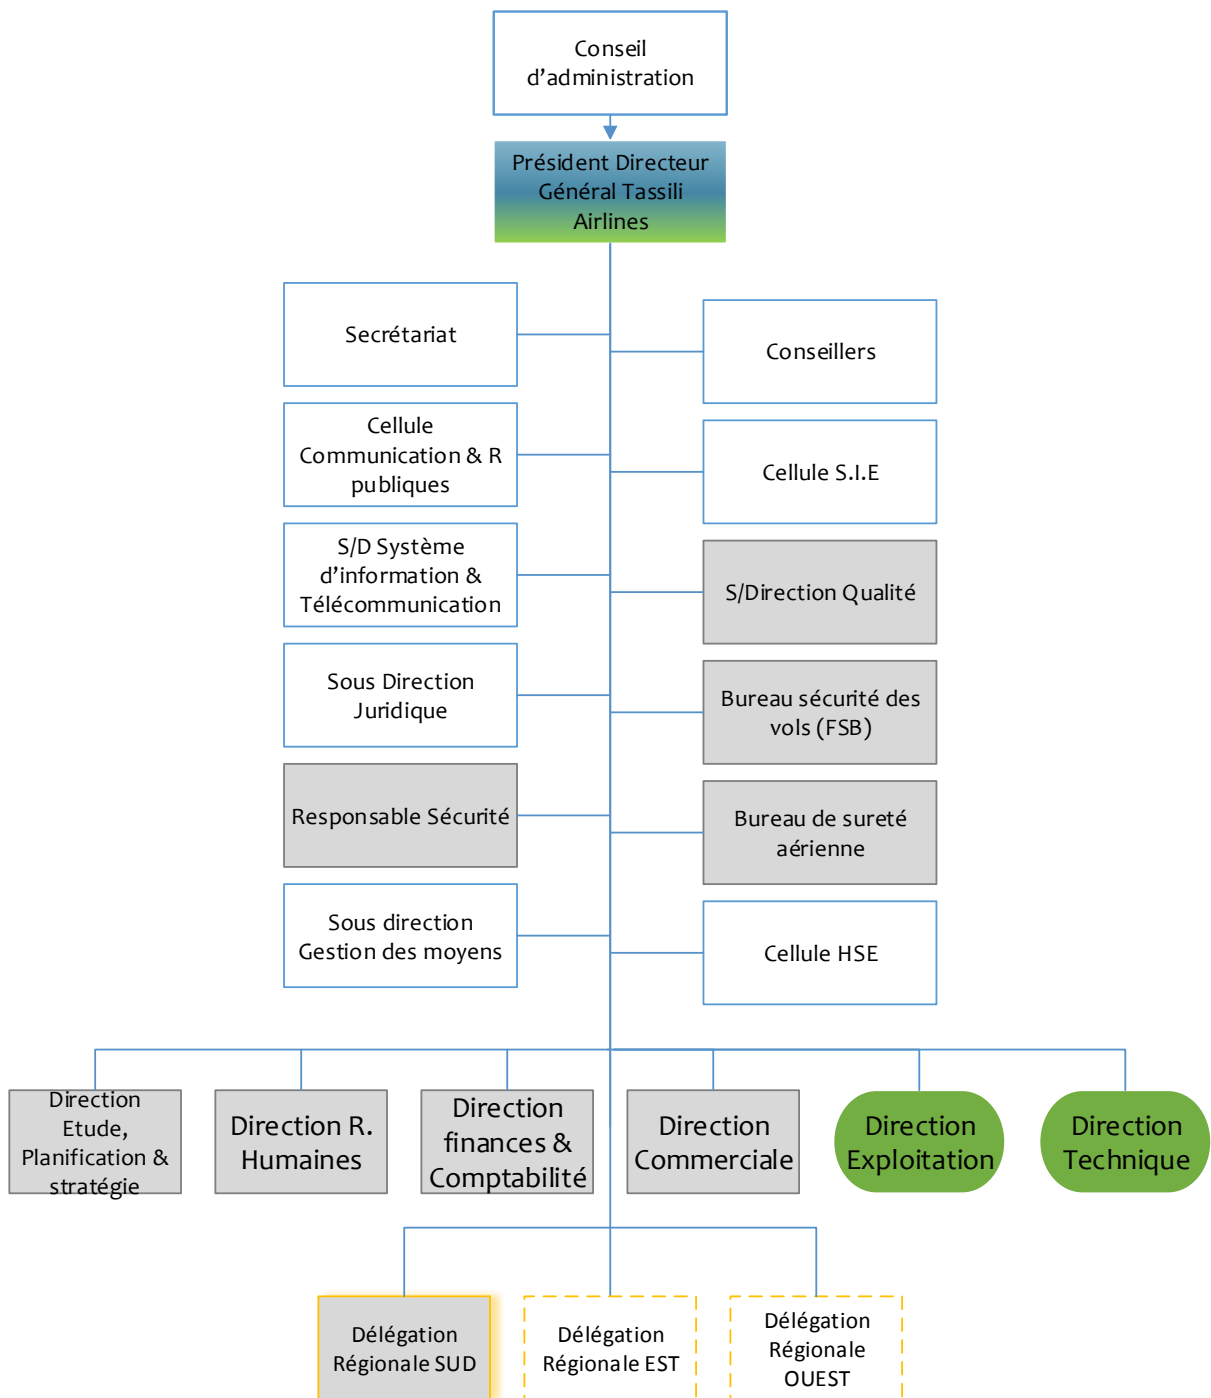 Conseil
d'administration
Président Directeur
Général Tassili
Airlines
Secrétariat
Conseillers
Cellule
Communication & R
publiques
Cellule S.I.E
S/D Système
d'information &
Télécommunication
S/Direction Qualité
Sous Direction
Juridique
Bureau sécurité des
vols (FSB)
Responsable Sécurité
Bureau de sureté
aérienne
Sous direction
Gestion des moyens
Cellule HSE
Direction
Etude,
Planification &
stratégie
Direction R.
Humaines
Direction
finances &
Comptabilité
Direction
Commerciale
Direction
Exploitation
Direction
Technique
Délégation
Régionale SUD
Délégation
Régionale EST
Délégation
Régionale
OUEST